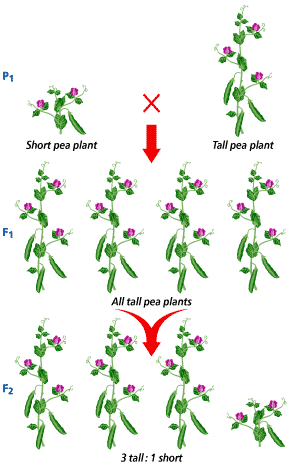 P1
Short pea plant
Tall pea plant
F1
All tall pea plants
F2
3 tall : 1 short